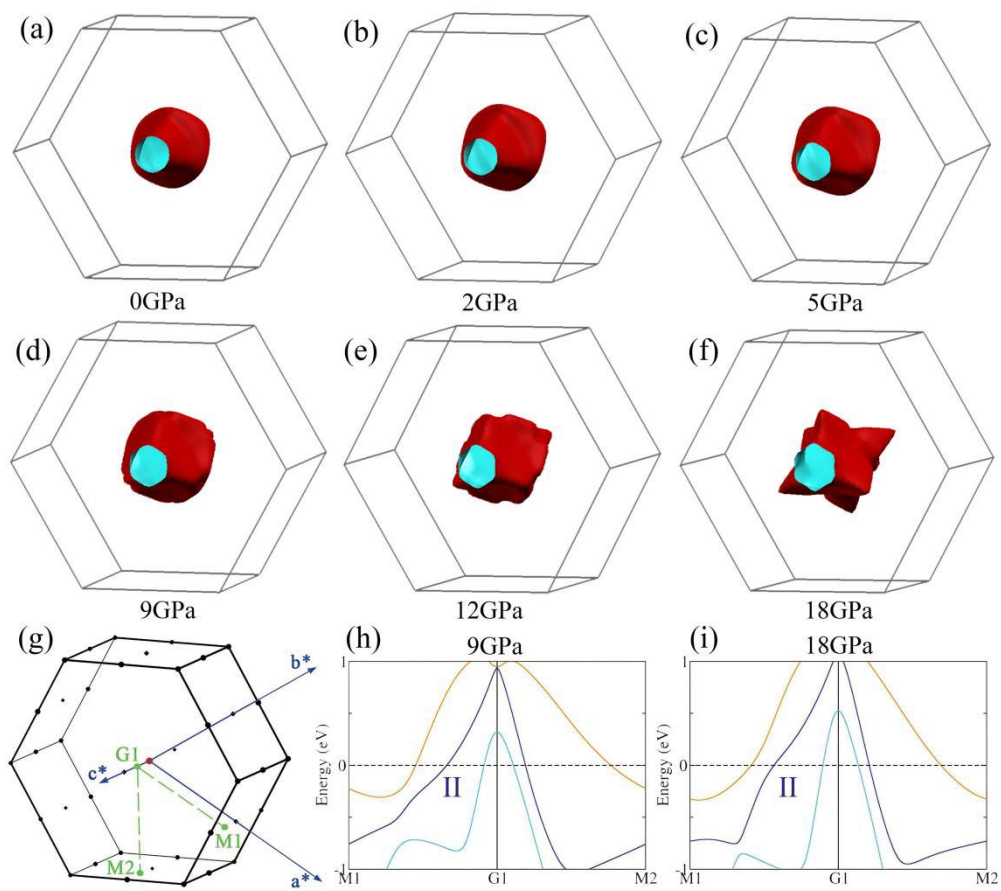 (a) (b) (c)
0GPa 2GPa 5GPa
(d) (e) (f)
9GPa 12GPa 18GPa
(g) (h) 9GPa (i) 18GPa
b*
G1
c*
M1
M2
a*
1
Energy (eV)
0
II
-1
M1 G1 M2
1
Energy (eV)
0
II
-1
M1 G1 M2